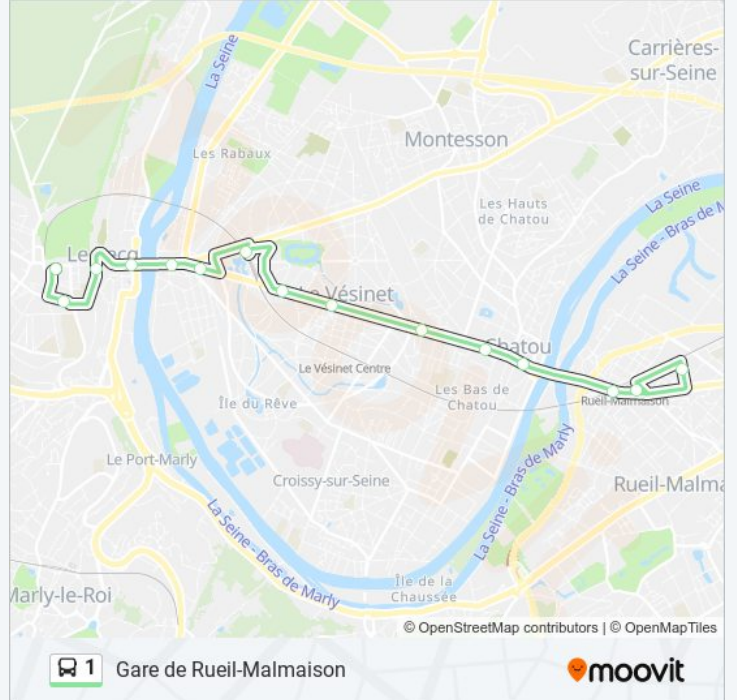 Carrières-
sur-Seine
La Seine
Montesson
Les Rabaux
La Seine
Les Hauts
de Chatou
La Seine - Bras de M
Le Vésinet
Chatou
Le Vésinet Centre
Les Bas de
Chatou
Rueil-Malmaison
Île du Rêve
Le Port-Marly
Croissy-sur-Seine
La Seine - Bras de Marly
Rueil-Malma
La Seine - Bras de Marly
Île de la
Chaussée
Marly-le-Roi
© OpenStreetMap contributors | © OpenMapTiles
1 Gare de Rueil-Malmaison
moovit